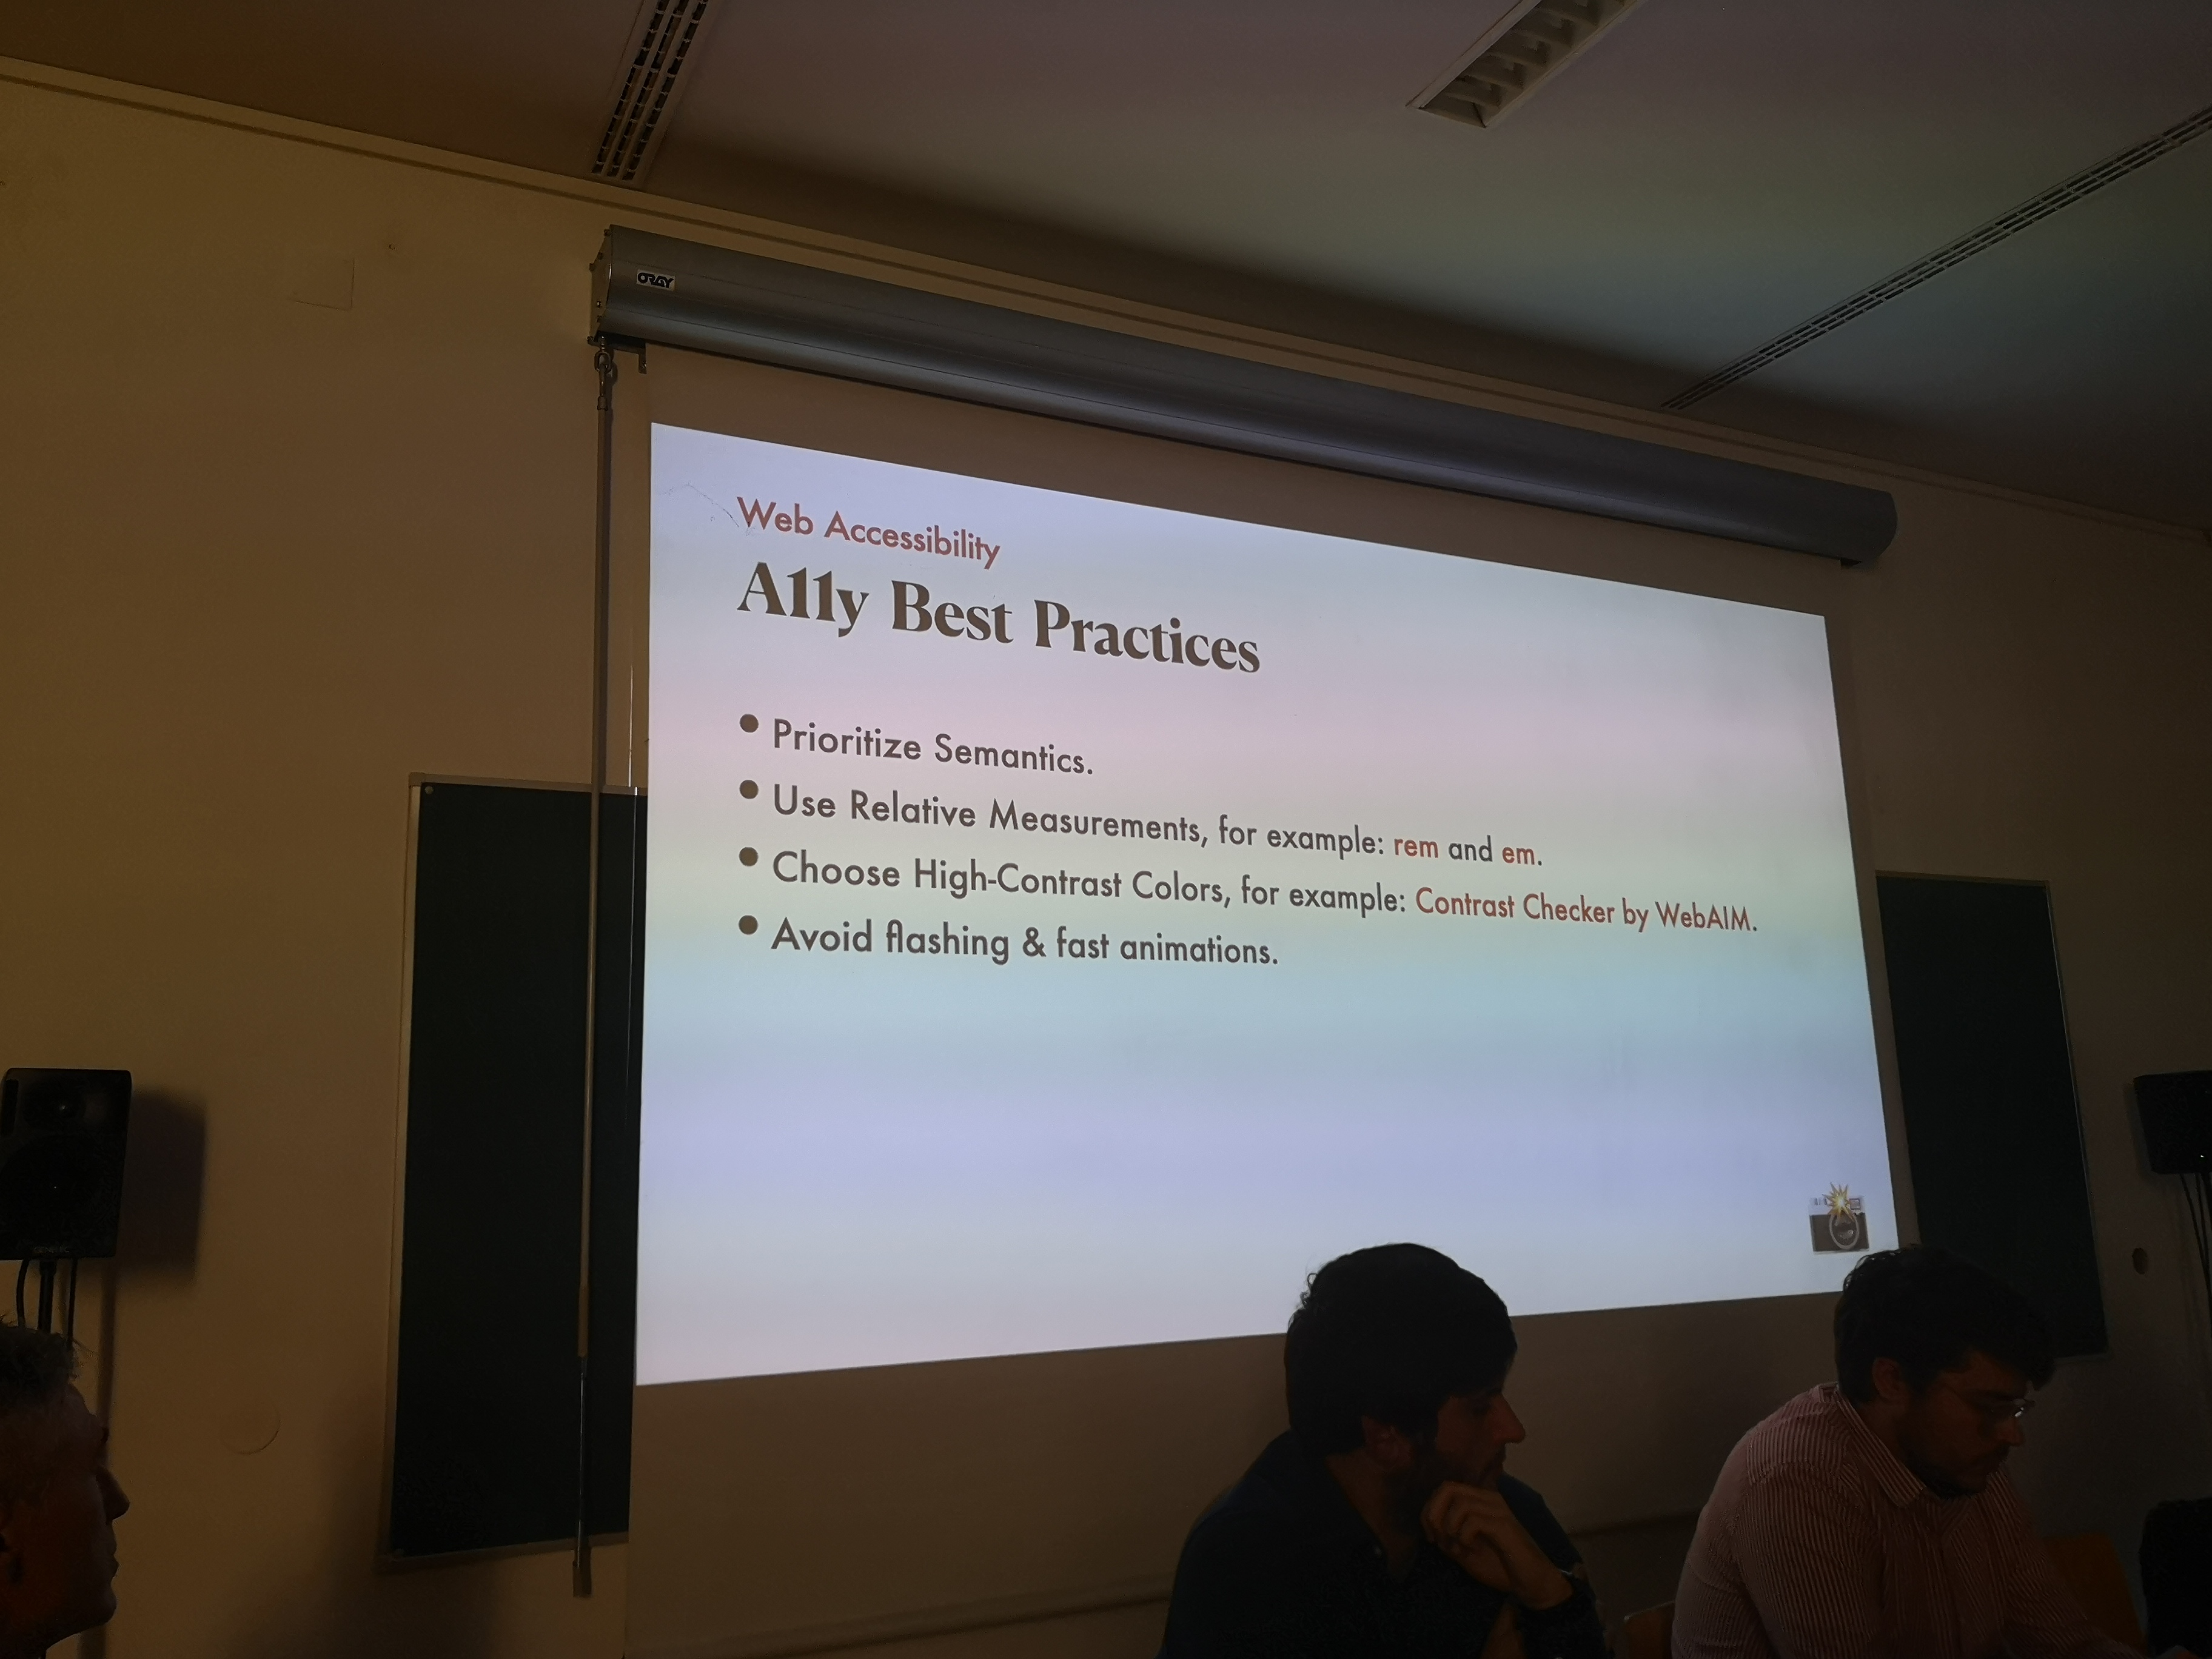 ORAY
Web Accessibility
A11y Best Practices
• Prioritize Semantics.
• Use Relative Measurements, for example: rem and em.
• Choose High-Contrast Colors, for example: Contrast Checker by WebAIM.
• Avoid flashing & fast animations.